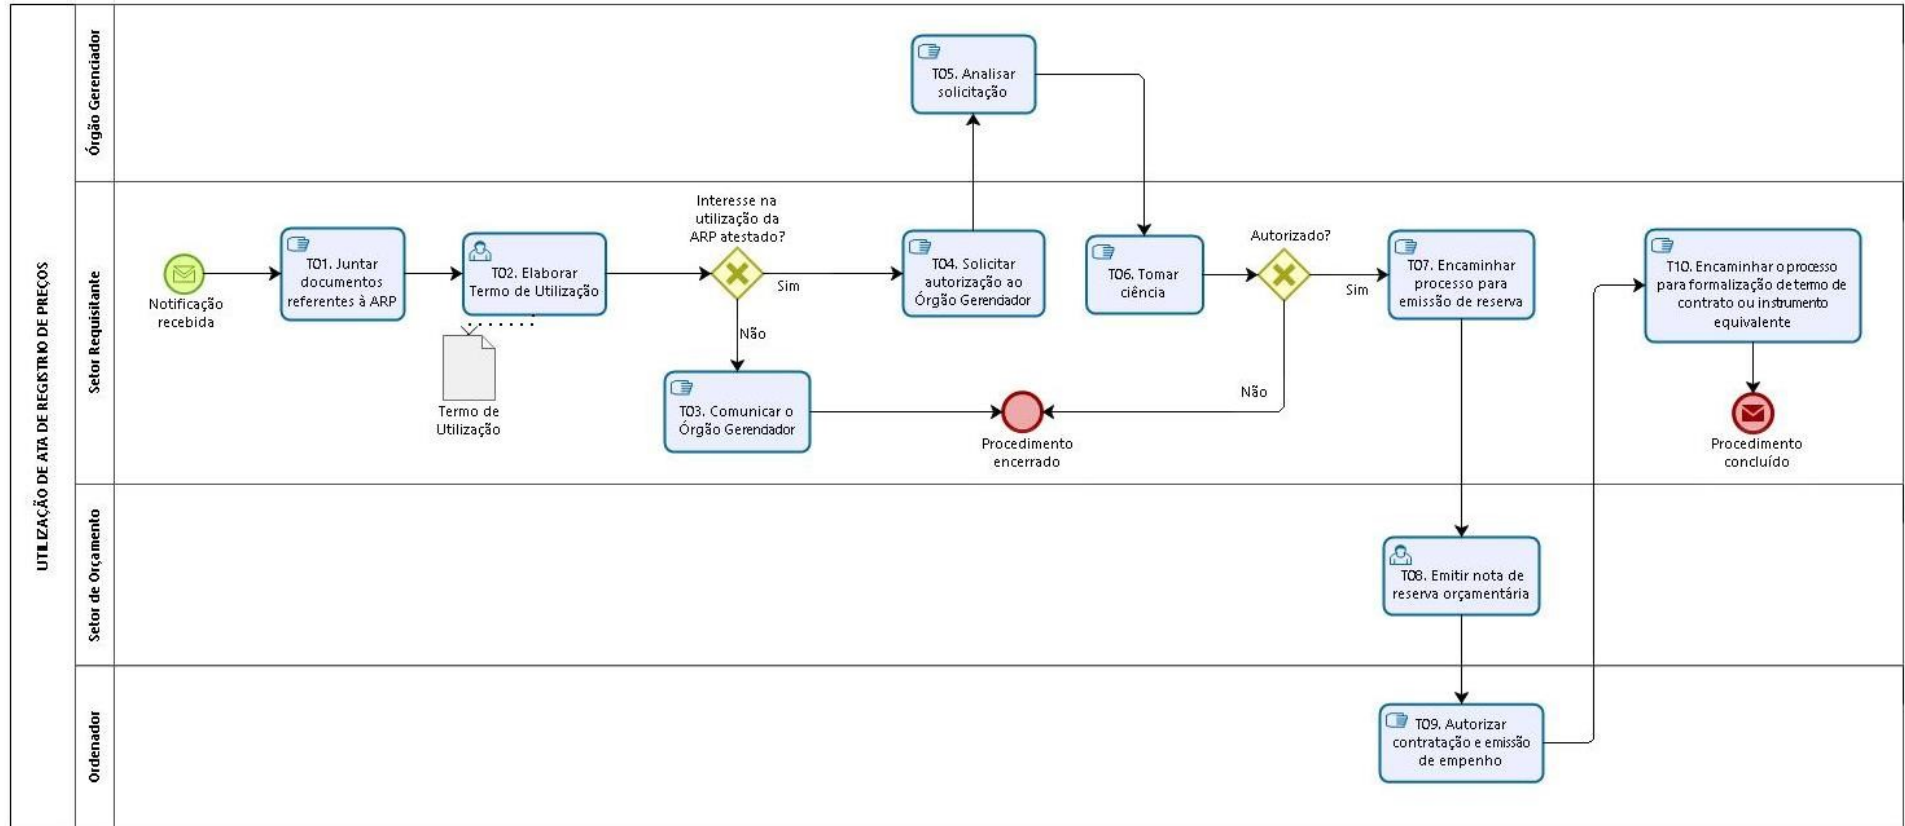 UTILIZAÇÃO DE ATA DE REGISTRIO DE PREÇOS
Órgão Gerenciador
T05. Analisar
solicitação
Setor Requisitante
Notificação
recebida
T01. Juntar
documentos
referentes à ARP
T02. Elaborar
Termo de Utilização
Termo de
Utilização
Interesse na
utilização da
ARP atestado?
Sim
Não
T03. Comunicar o
Órgão Gerenciador
T04. Solicitar
autorização ao
Órgão Gerenciador
Procedimento
encerrado
T06. Tomar
ciência
Autorizado?
Sim
Não
T07. Encaminhar
processo para
emissão de reserva
T10. Encaminhar o processo
para formalização de termo de
contrato ou instrumento
equivalente
Procedimento
concluído
Setor de Orçamento
T08. Emitir nota de
reserva orçamentária
Ordenador
T09. Autorizar
contratação e emissão
de empenho